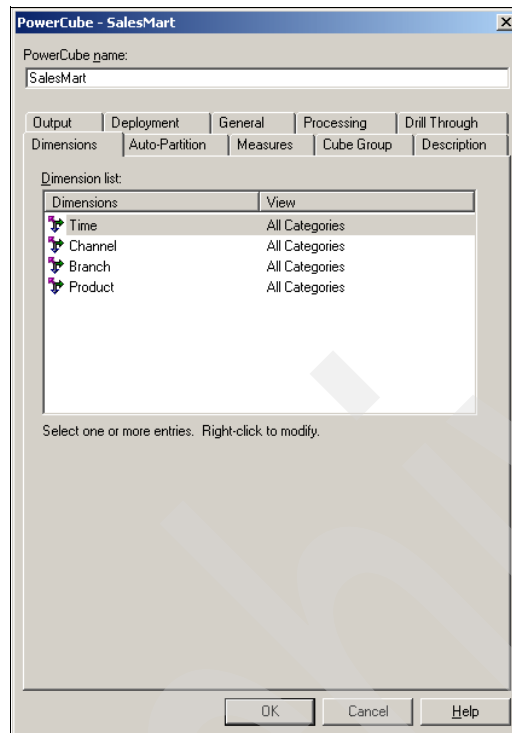 PowerCube - SalesMart
PowerCube name:
SalesMart
Output Deployment General Processing Drill Through
Dimensions Auto-Partition Measures Cube Group Description
Dimension list:
Dimensions View
Time All Categories
Channel All Categories
Branch All Categories
Product All Categories
Select one or more entries. Right-click to modify.
OK Cancel Help